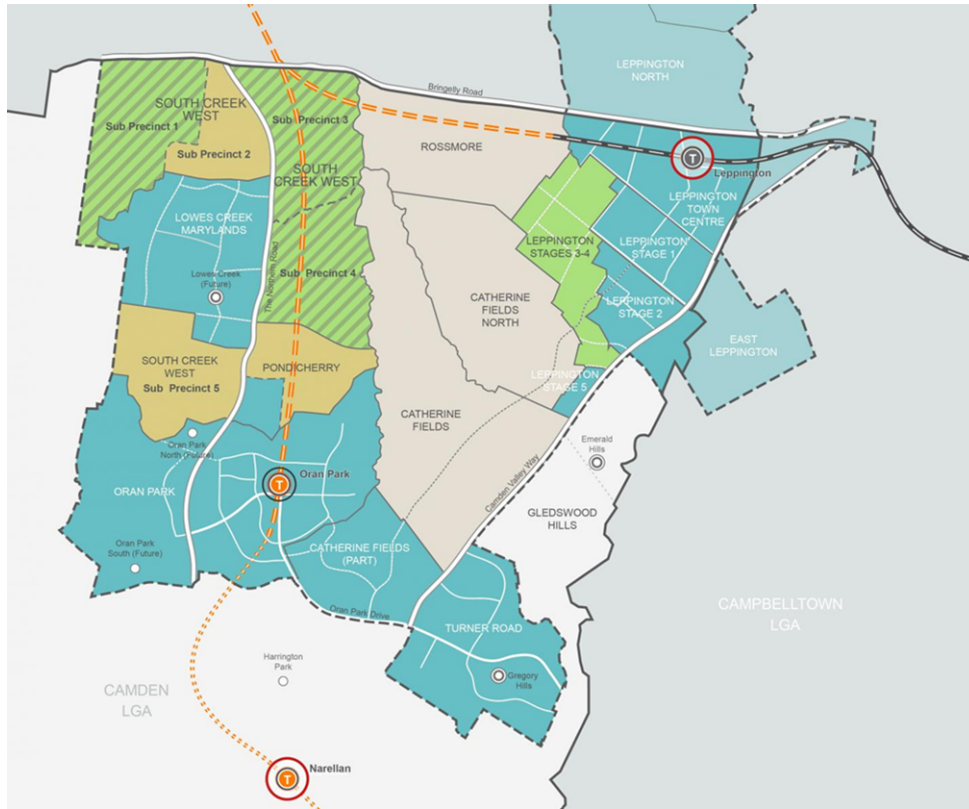 LEPPINGTON
NORTH
Bringelly Road
SOUTH CREEK
WEST
Sub Precinct 1
Sub Precinct 2
Sub Precinct 3
ROSSMORE
T
Leppington
SOUTH
CREEK WEST
LEPPINGTON
TOWN
CENTRE
LOWES CREEK
MARYLANDS
LEPPINGTON
STAGES 3-4
LEPPINGTON
STAGE 1
The Northern Road
Sub Precinct 4
Lowes Creek
(Future)
CATHERINE
FIELDS
NORTH
LEPPINGTON
STAGE 2
EAST
LEPPINGTON
SOUTH CREEK
WEST
Sub Precinct 5
PONDICHERRY
LEPPINGTON
STAGE 5
CATHERINE
FIELDS
Oran Park
North (Future)
Emerald
Hills
Oran Park
T
Camden Valley Way
ORAN PARK
GLEDSWOOD
HILLS
Oran Park
South (Future)
CATHERINE FIELDS
(PART)
CAMPBELLTOWN
LGA
Oran Park Drive
TURNER ROAD
Harrington
Park
Gregory
Hills
CAMDEN
LGA
T
Narellan